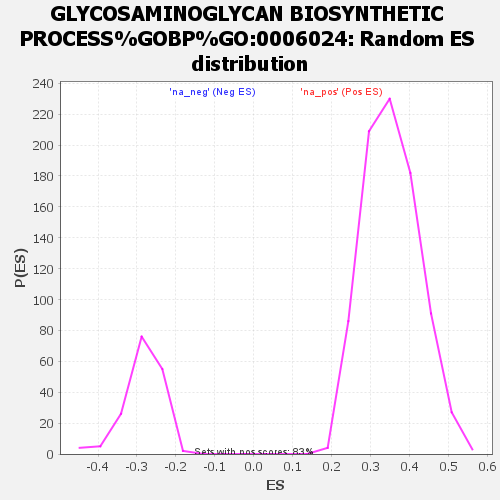 GLYCOSAMINOGLYCAN BIOSYNTHETIC
PROCESS%GOBP%GO:0006024: Random ES
distribution
'na_neg' (Neg ES)
'na_pos' (Pos ES)
240
220
200
180
160
140
120
100
80
60
40
20
0
P(ES)
Sets with pos scores: 83%
-0.4 -0.3 -0.2 -0.1 0.0 0.1 0.2 0.3 0.4 0.5 0.6
ES